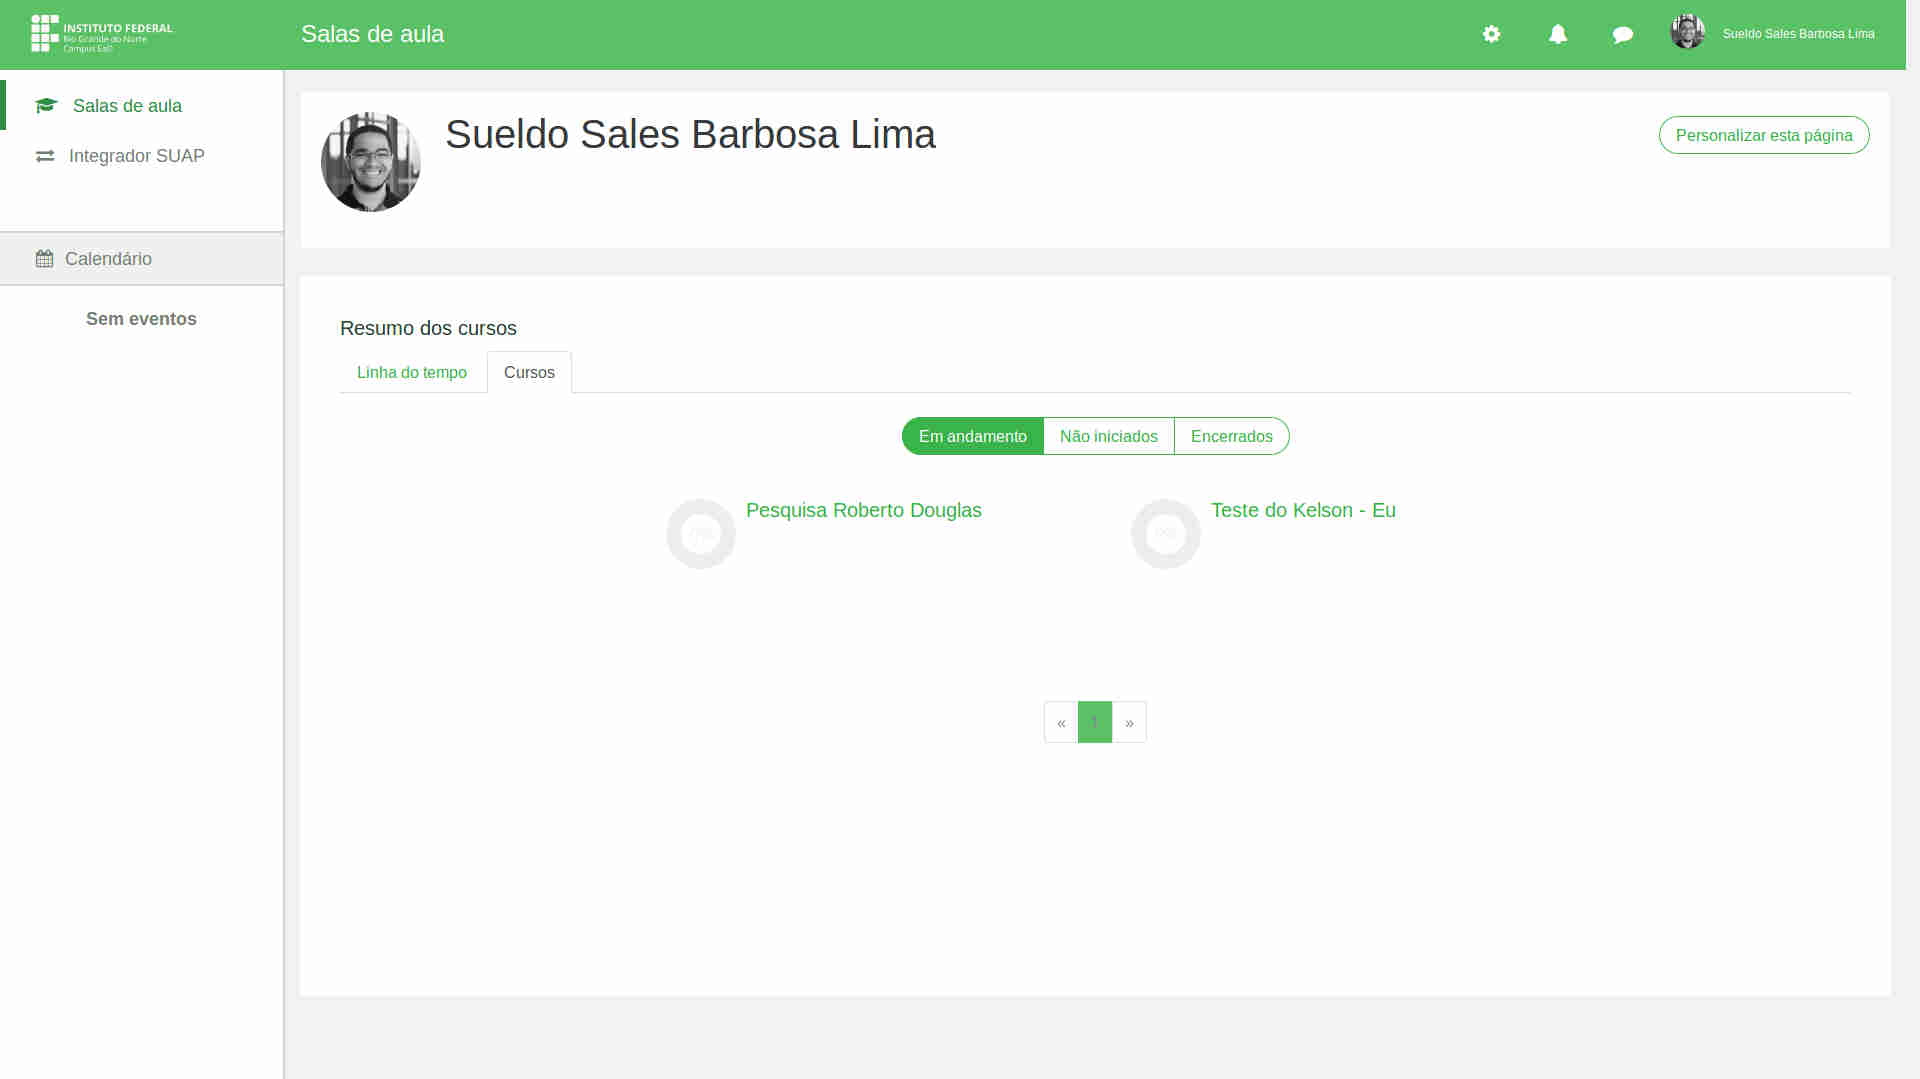 INSTITUTO FEDERAL
Rio Grande do Norte
Campus EaD
Salas de aula
Sueldo Sales Barbosa Lima
Salas de aula
Integrador SUAP
Calendário
Sem eventos
Sueldo Sales Barbosa Lima
Personalizar esta página
Resumo dos cursos
Linha do tempo
Cursos
Em andamento
Não iniciados
Encerrados
Pesquisa Roberto Douglas
Teste do Kelson - Eu
« 1 »